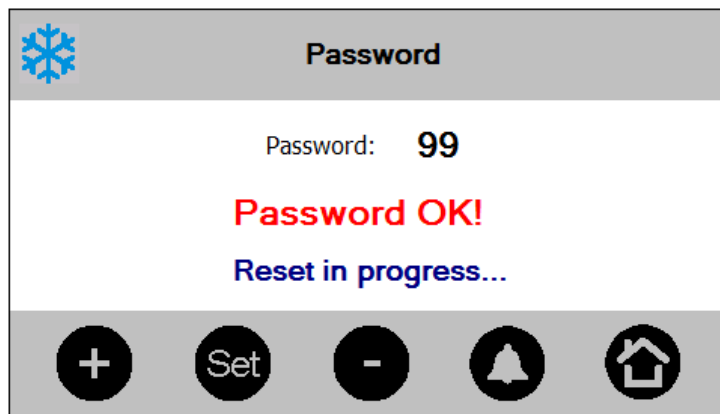 Password
Password: 99
Password OK!
Reset in progress...
+ Set -